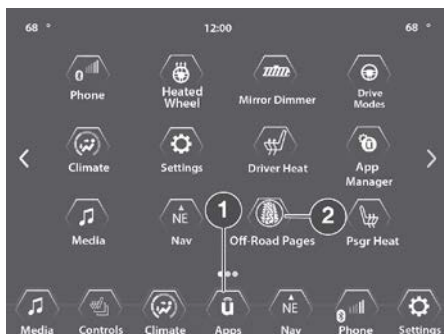 68 ° 12:00 68 °
Phone Heated Wheel Mirror Dimmer Drive Modes
Climate Settings Driver Heat App Manager
Media NE Nav Off-Road Pages Psgr Heat
1 2
Media Controls Climate Apps NE Nav Phone Settings